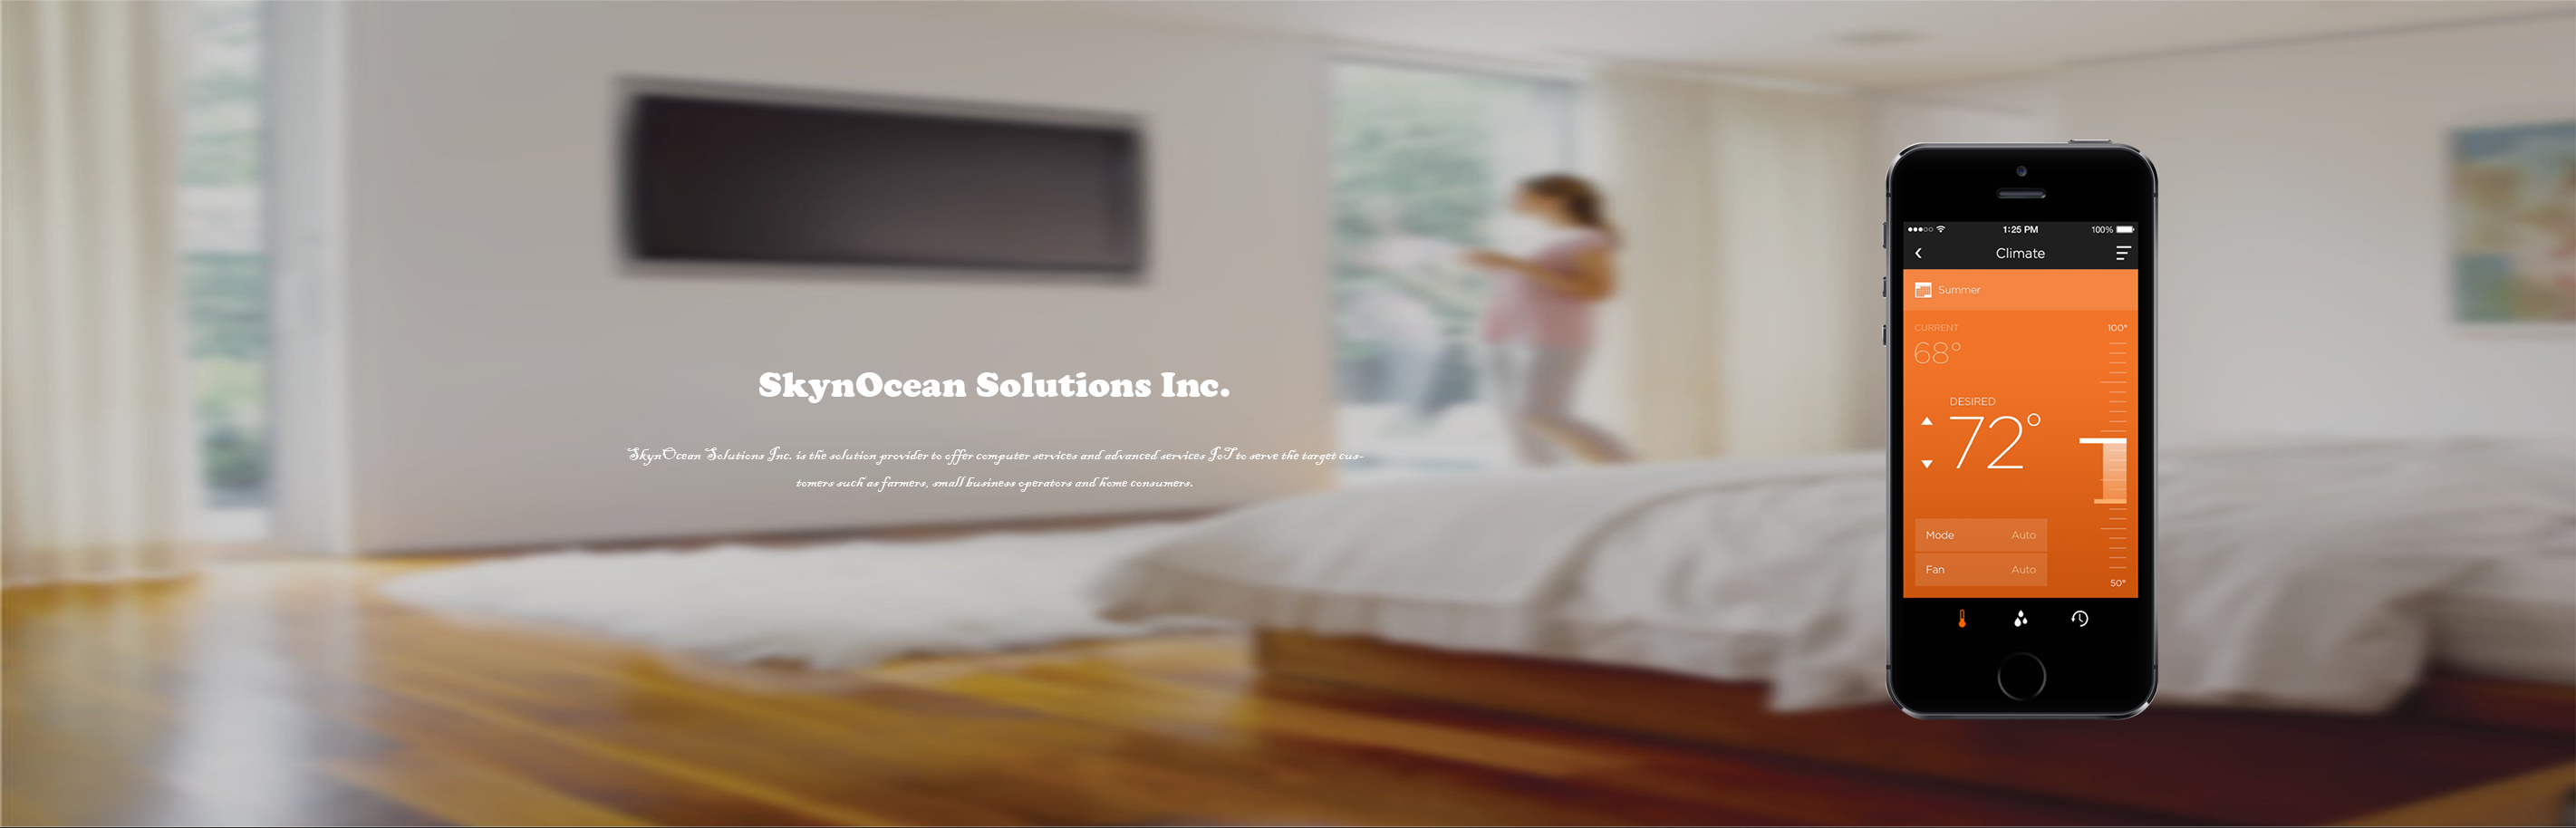 SkynOcean Solutions Inc.
SkynOcean Solutions Inc. is the solution provider to offer computer services and advanced services IoT to serve the target cus-
tomers such as farmers, small business operators and home consumers.
1:25 PM
100%
Climate
Summer
CURRENT
100°
68°
DESIRED
72°
Mode Auto
Fan Auto
50°